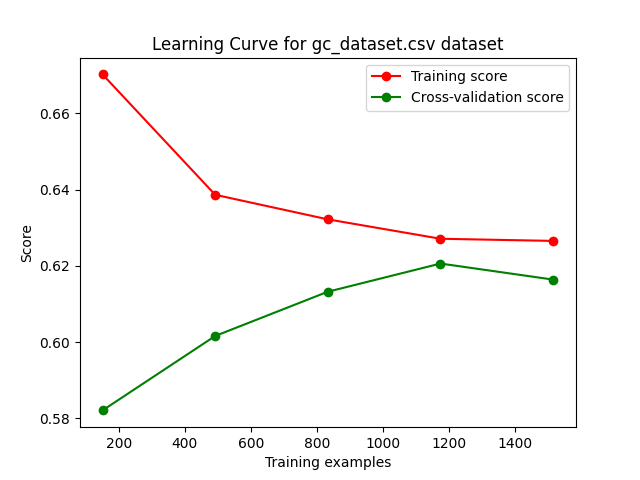 Learning Curve for gc_dataset.csv dataset
Training score
Cross-validation score
0.66
0.64
0.62
0.60
0.58
Score
200 400 600 800 1000 1200 1400
Training examples